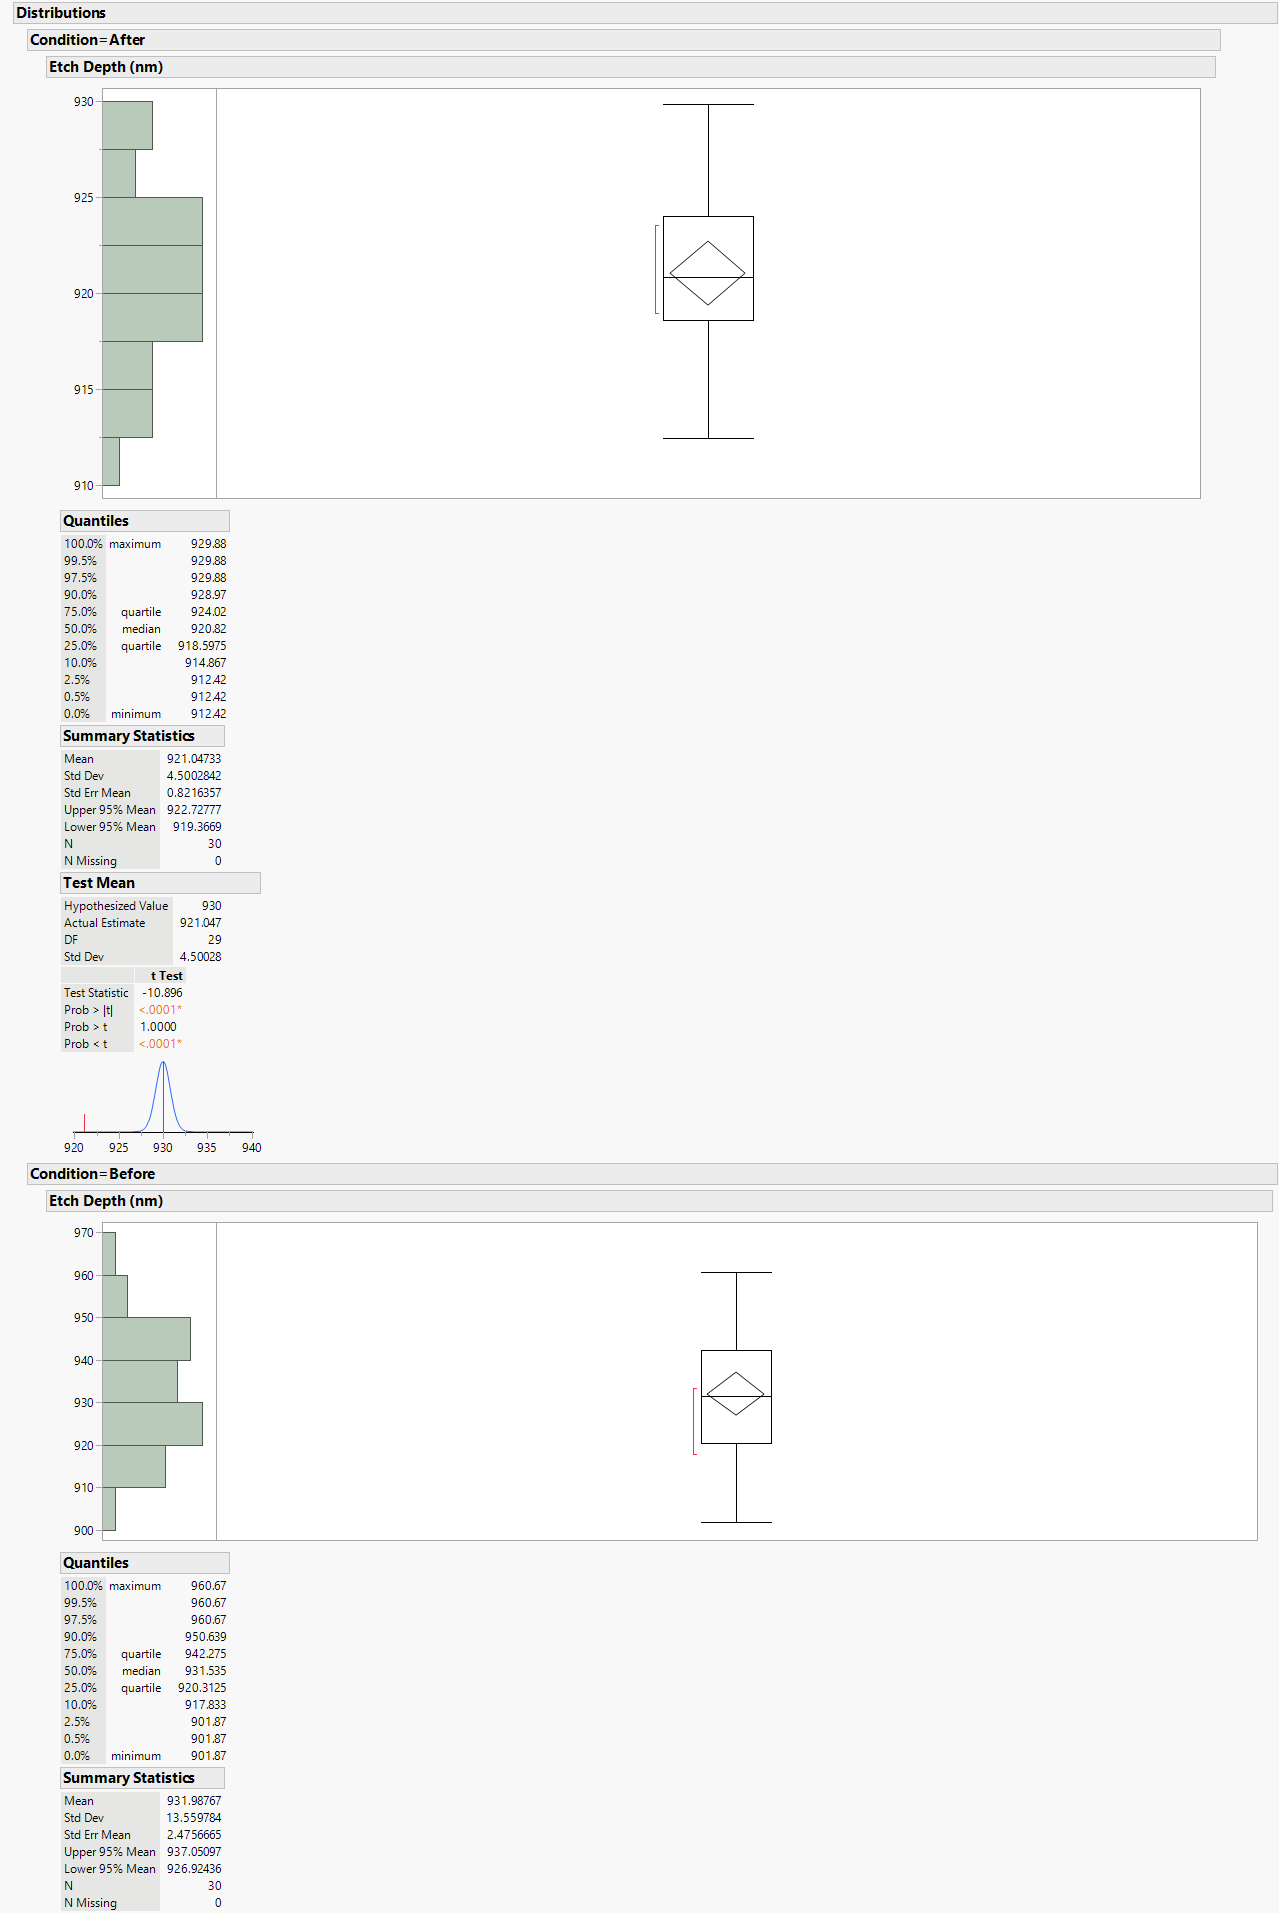 Distributions
Condition=After
Etch Depth (nm)
930
925
920
915
910
Quantiles
100.0% maximum 929.88
99.5% 929.88
97.5% 929.88
90.0% 928.97
75.0% quartile 924.02
50.0% median 920.82
25.0% quartile 918.5975
10.0% 914.867
2.5% 912.42
0.5% 912.42
0.0% minimum 912.42
Summary Statistics
Mean 921.04733
Std Dev 4.5002842
Std Err Mean 0.8216357
Upper 95% Mean 922.72777
Lower 95% Mean 919.3669
N 30
N Missing 0
Test Mean
Hypothesized Value 930
Actual Estimate 921.047
DF 29
Std Dev 4.50028
t Test
Test Statistic -10.896
Prob > |t| <.0001*
Prob > t 1.0000
Prob < t <.0001*
920 925 930 935 940
Condition=Before
Etch Depth (nm)
970
960
950
940
930
920
910
900
Quantiles
100.0% maximum 960.67
99.5% 960.67
97.5% 960.67
90.0% 950.639
75.0% quartile 942.275
50.0% median 931.535
25.0% quartile 920.3125
10.0% 917.833
2.5% 901.87
0.5% 901.87
0.0% minimum 901.87
Summary Statistics
Mean 931.98767
Std Dev 13.559784
Std Err Mean 2.4756665
Upper 95% Mean 937.05097
Lower 95% Mean 926.92436
N 30
N Missing 0